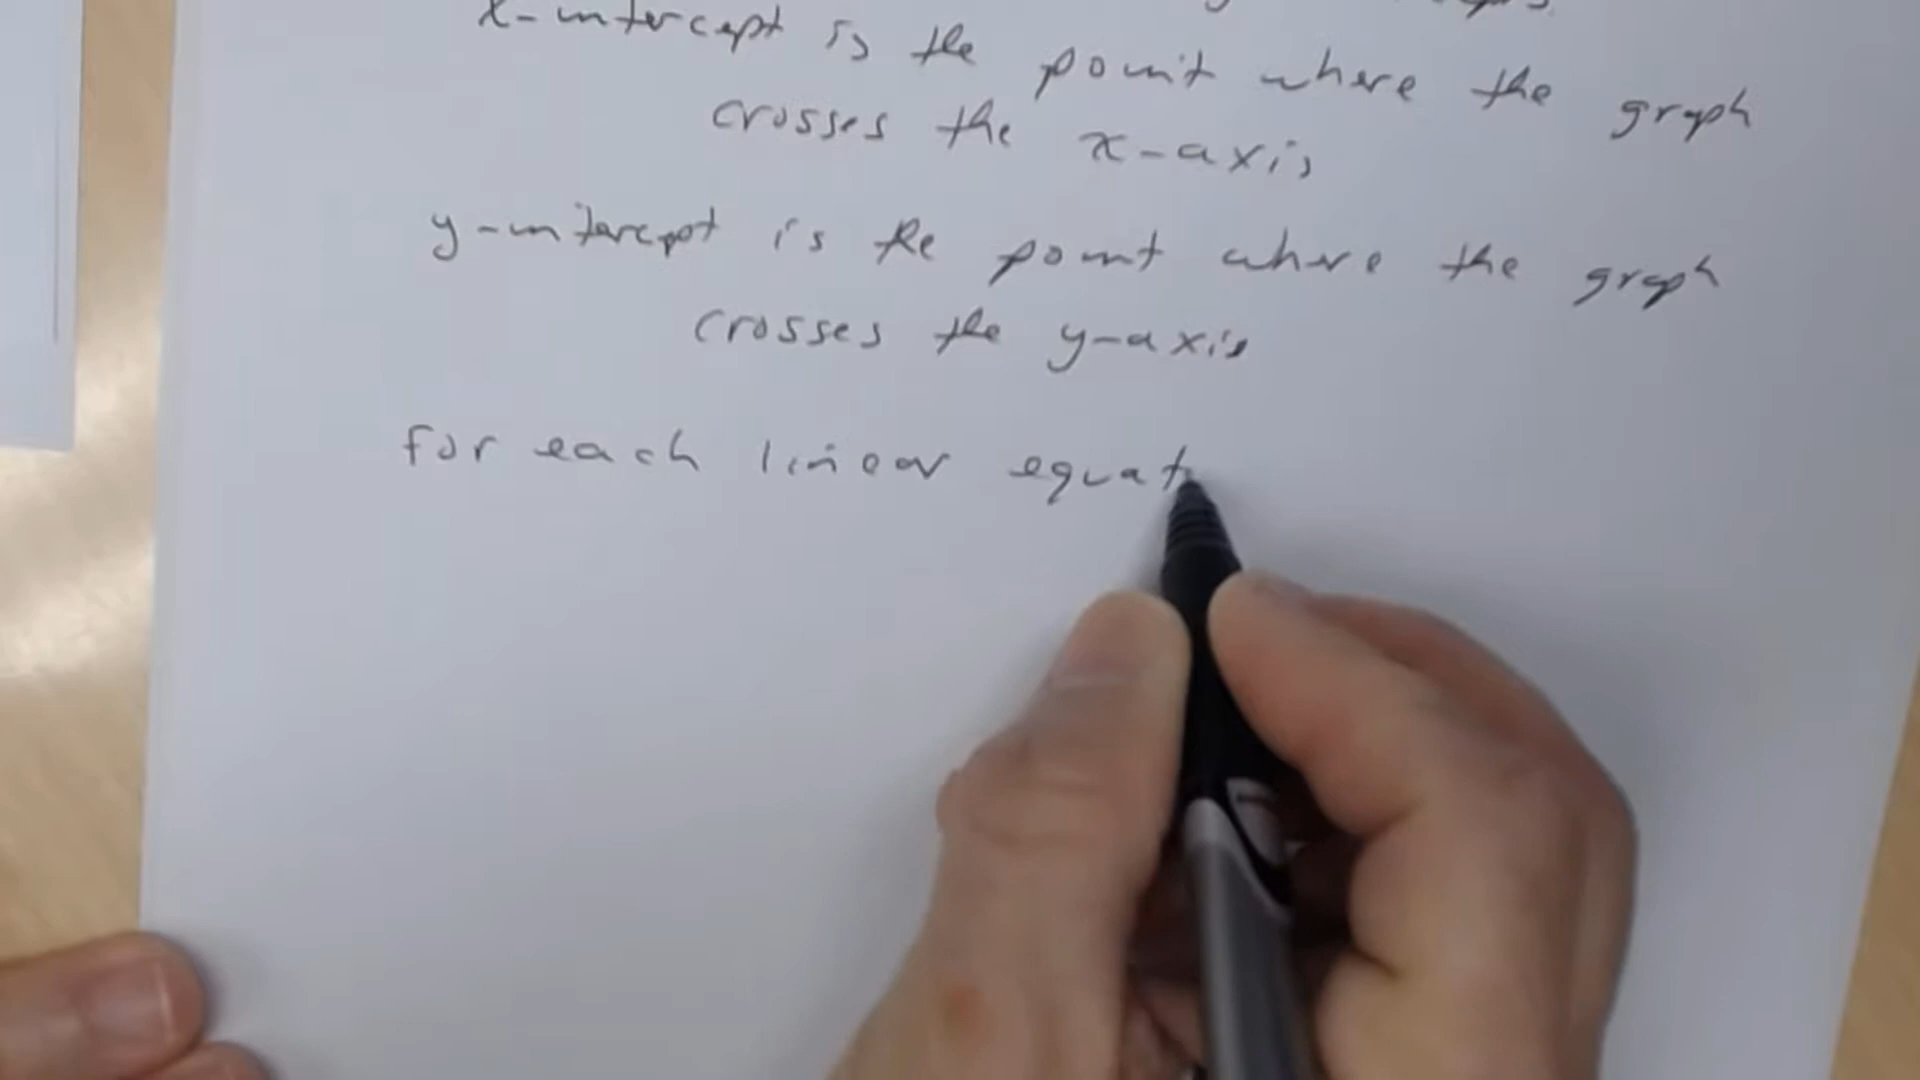 x-intercept is the point where the graph
crosses the x-axis
y-intercept is the point where the graph
crosses the y-axis
for each linear equat